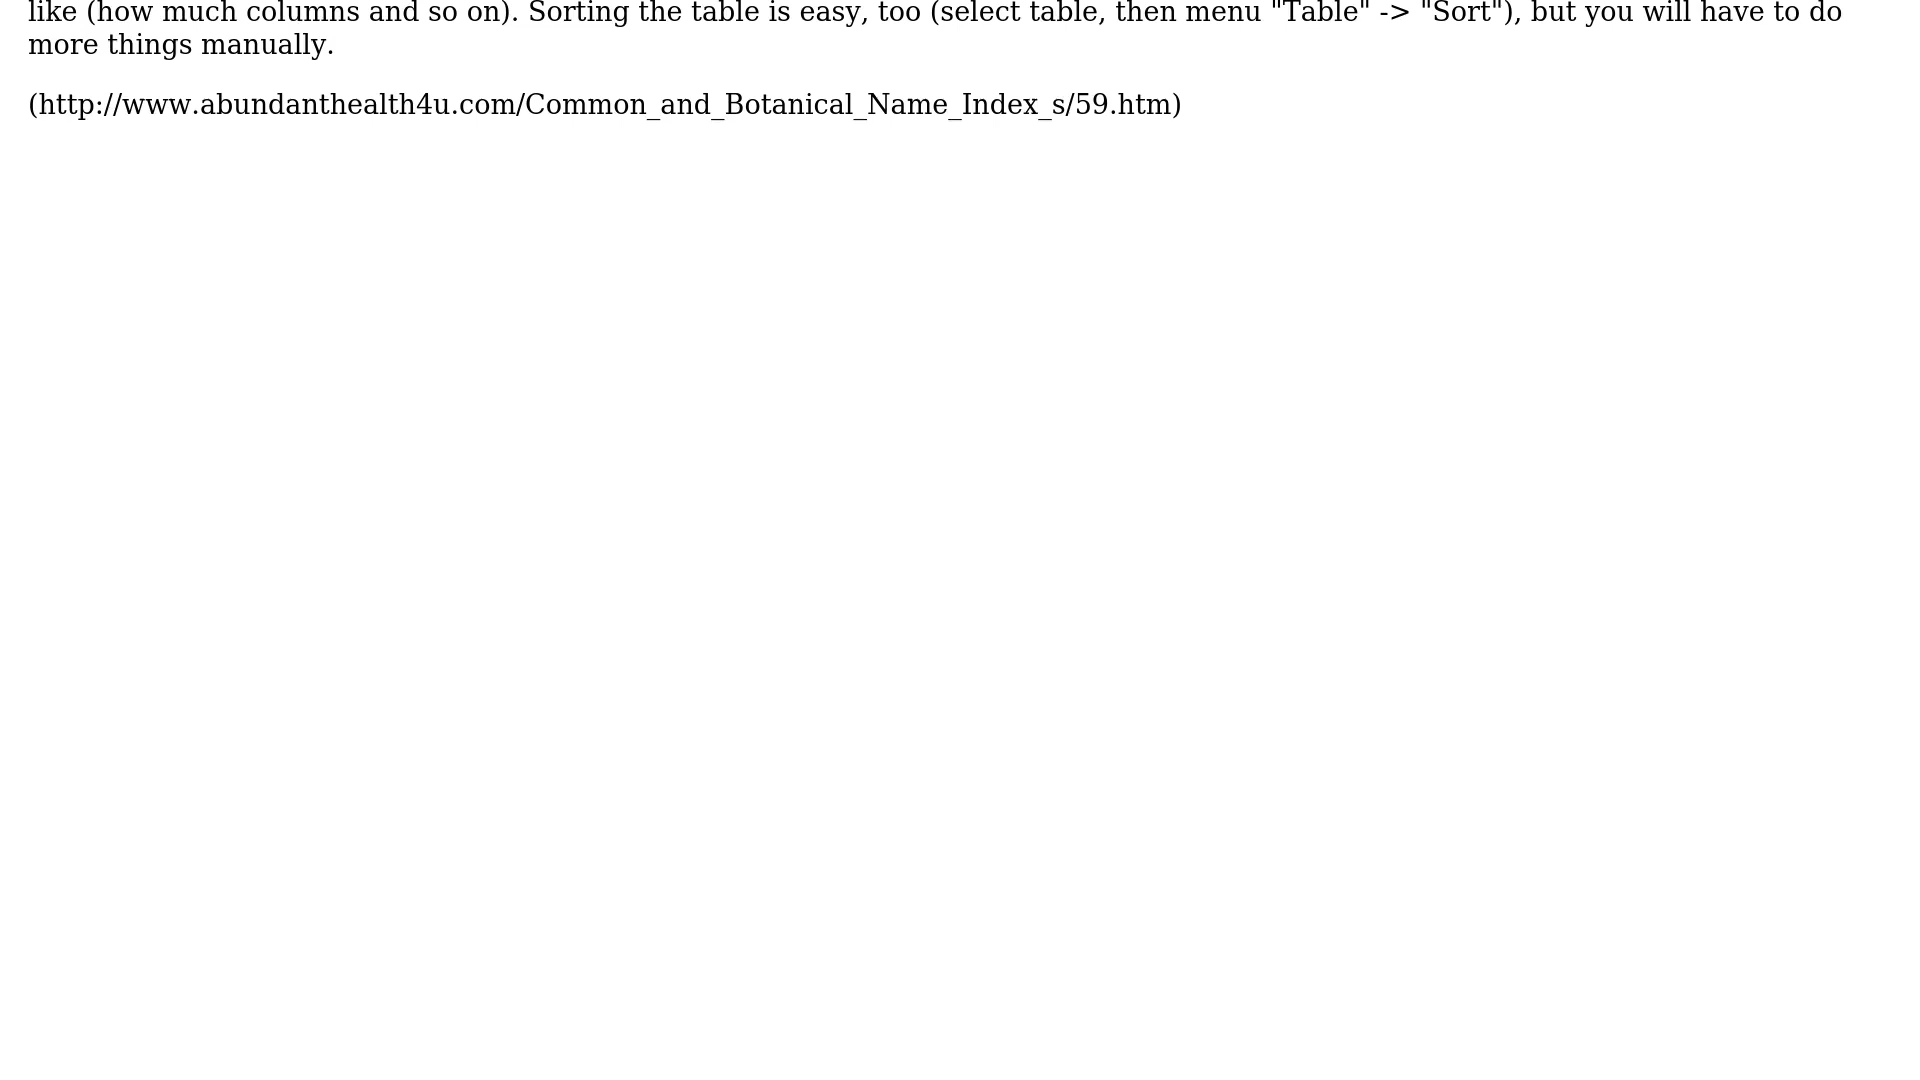 like (how much columns and so on). Sorting the table is easy, too (select table, then menu "Table" -> "Sort"), but you will have to do
more things manually.
(http://www.abundanthealth4u.com/Common_and_Botanical_Name_Index_s/59.htm)